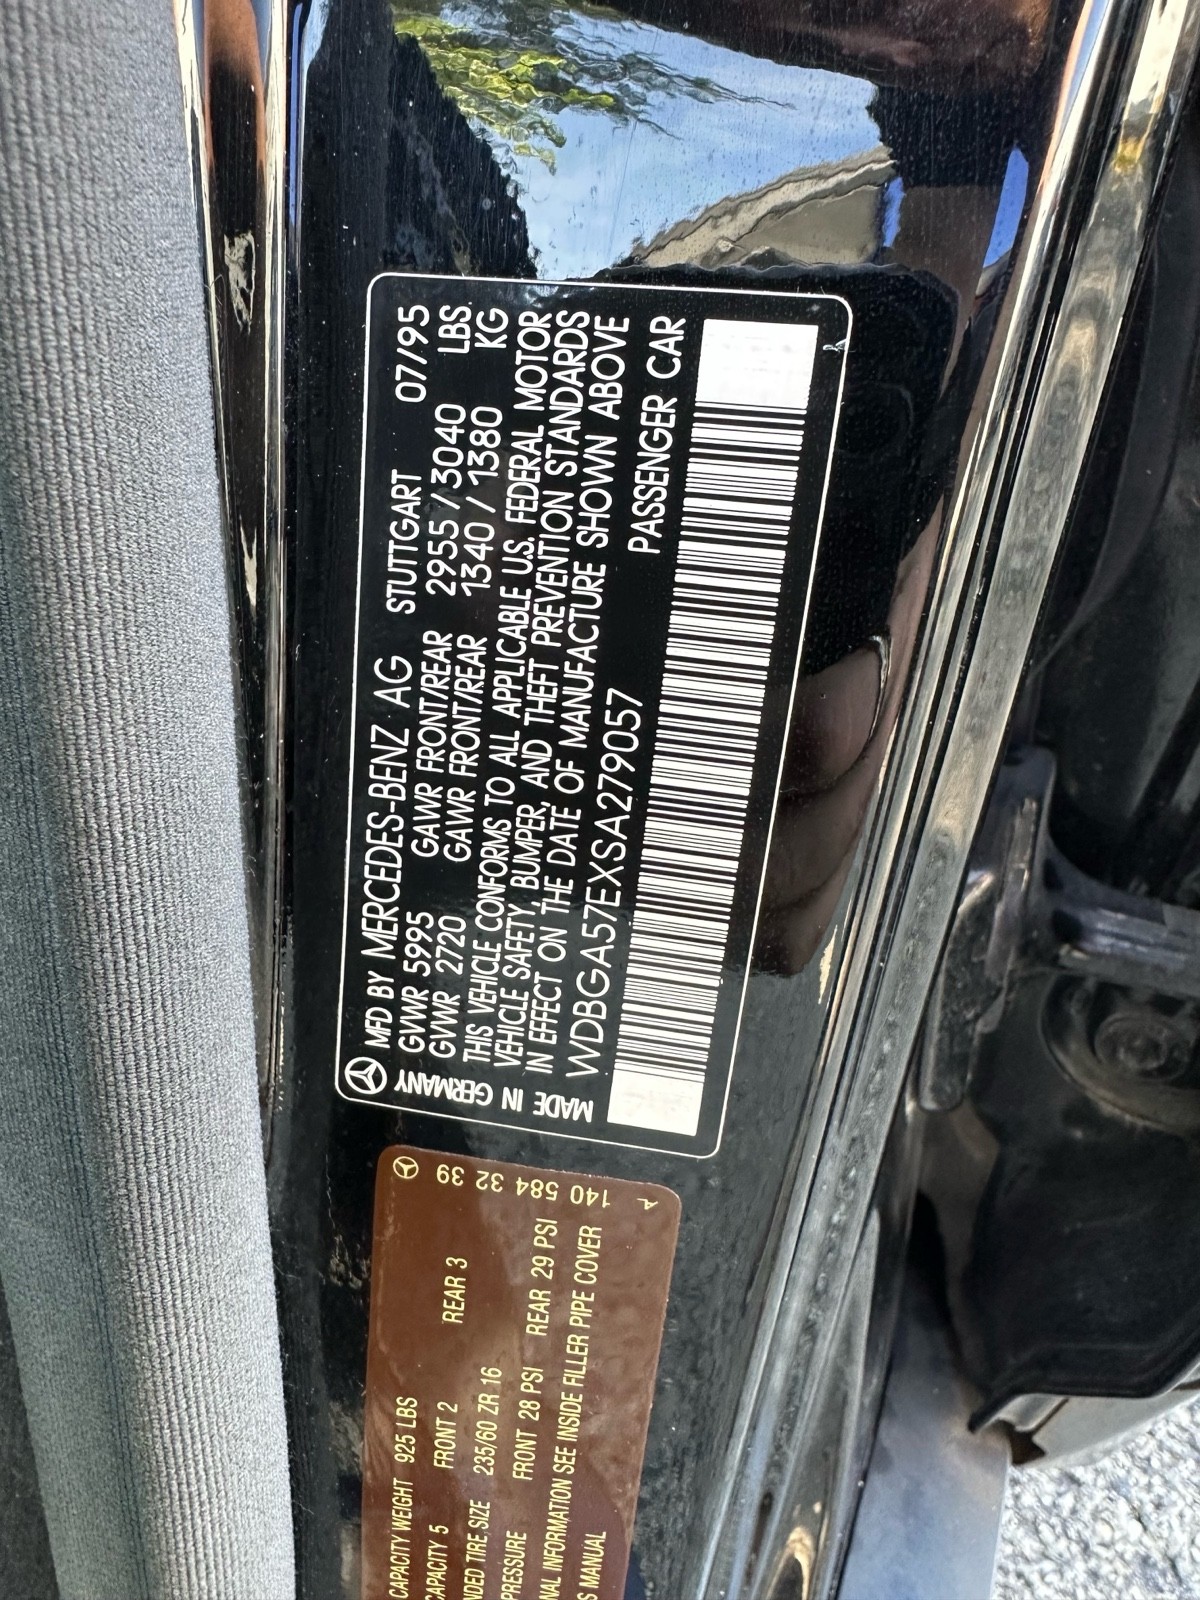 MFD BY MERCEDES-BENZ AG STUTTGART 07/95
GVWR 5995 GAWR FRONT/REAR 2955 / 3040 LBS.
GVWR 2720 GAWR FRONT/REAR 1340 / 1380 KG
THIS VEHICLE CONFORMS TO ALL APPLICABLE U.S. FEDERAL MOTOR
VEHICLE SAFETY, BUMPER, AND THEFT PREVENTION STANDARDS
IN EFFECT ON THE DATE OF MANUFACTURE SHOWN ABOVE
WDBGA57EXSA279057 PASSENGER CAR
MADE IN GERMANY
CAPACITY WEIGHT 925 LBS
CAPACITY 5 FRONT 2 REAR 3
TIRE SIZE 235/60 ZR 16
PRESSURE FRONT 28 PSI REAR 29 PSI
INFORMATION SEE INSIDE FILLER PIPE COVER
MANUAL
A 140 584 32 39